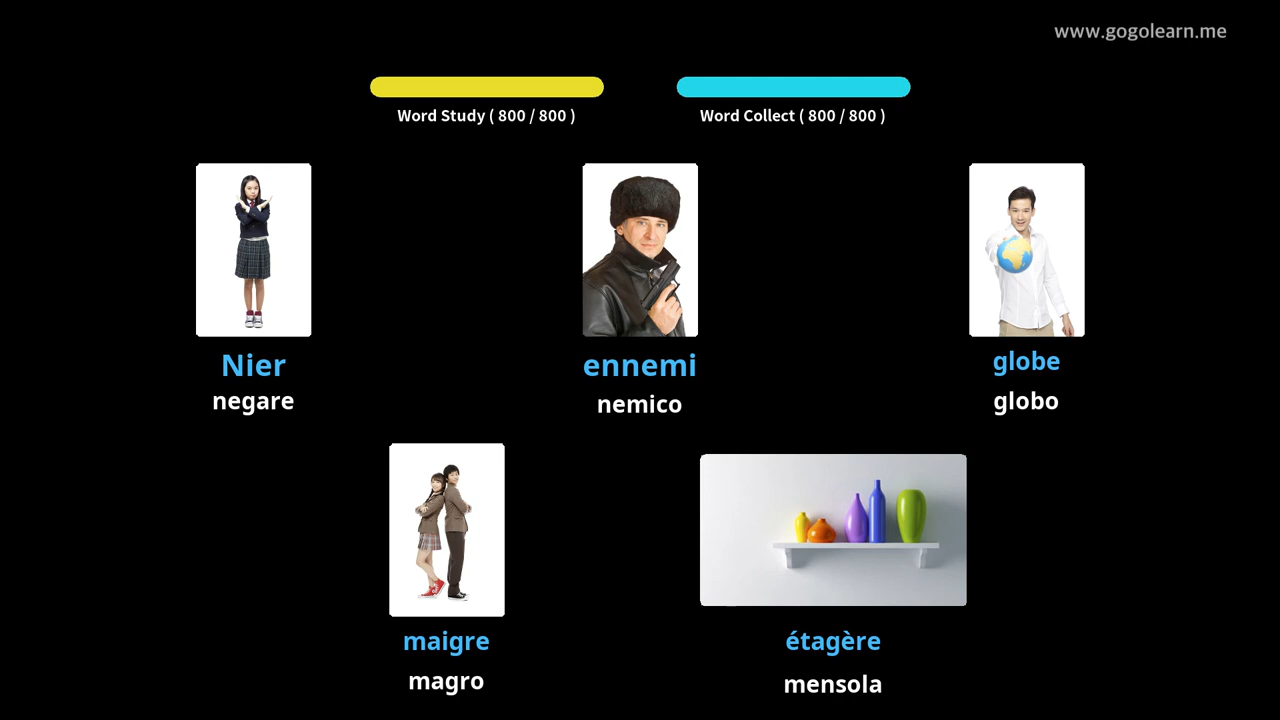 www.gogolearn.me
Word Study ( 800 / 800 )
Word Collect ( 800 / 800 )
Nier
negare
ennemi
nemico
globe
globo
maigre
magro
étagère
mensola